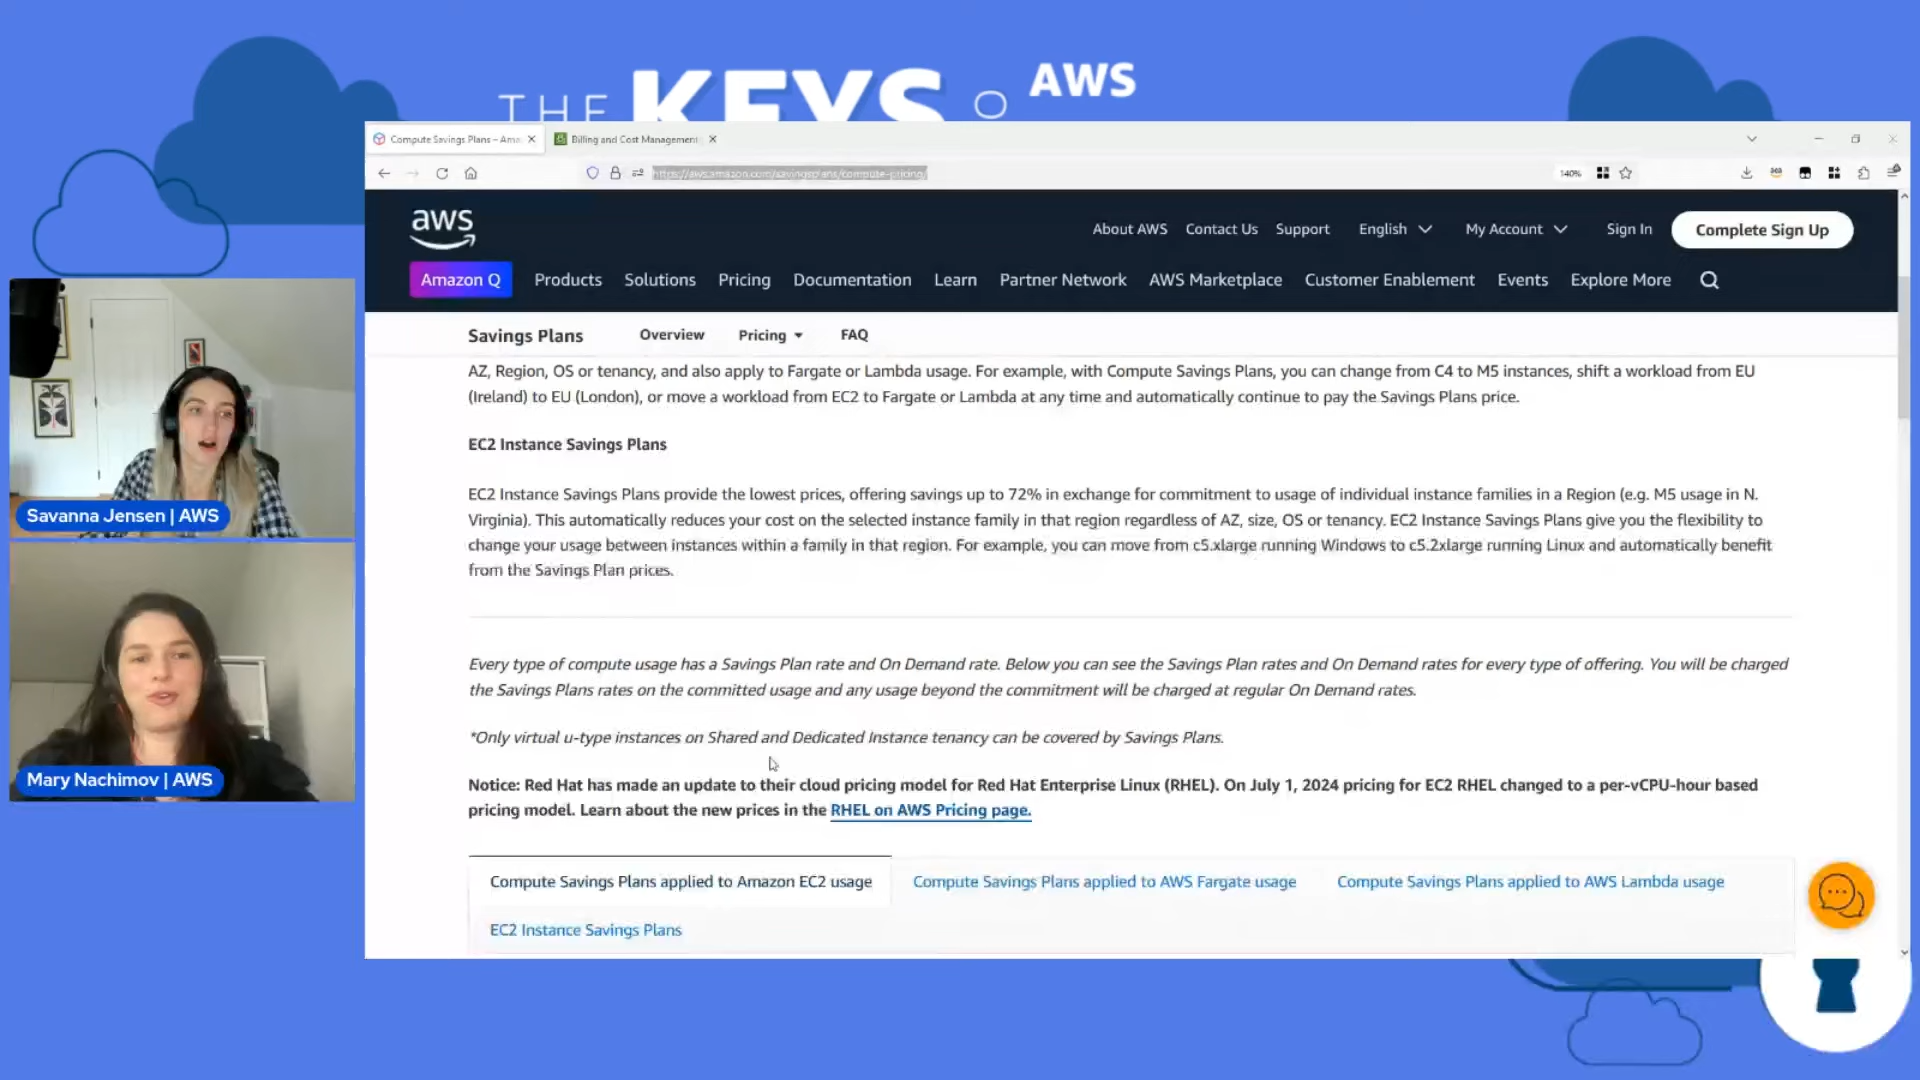 THE KEYS O AWS
Compute Savings Plans – Ama
Billing and Cost Management
https://aws.amazon.com/savingsplans/compute-pricing/
140%
aws
About AWS Contact Us Support English My Account Sign In Complete Sign Up
Amazon Q Products Solutions Pricing Documentation Learn Partner Network AWS Marketplace Customer Enablement Events Explore More
Savings Plans Overview Pricing FAQ
AZ, Region, OS or tenancy, and also apply to Fargate or Lambda usage. For example, with Compute Savings Plans, you can change from C4 to M5 instances, shift a workload from EU
(Ireland) to EU (London), or move a workload from EC2 to Fargate or Lambda at any time and automatically continue to pay the Savings Plans price.
EC2 Instance Savings Plans
EC2 Instance Savings Plans provide the lowest prices, offering savings up to 72% in exchange for commitment to usage of individual instance families in a Region (e.g. M5 usage in N.
Virginia). This automatically reduces your cost on the selected instance family in that region regardless of AZ, size, OS or tenancy. EC2 Instance Savings Plans give you the flexibility to
change your usage between instances within a family in that region. For example, you can move from c5.xlarge running Windows to c5.2xlarge running Linux and automatically benefit
from the Savings Plan prices.
Every type of compute usage has a Savings Plan rate and On Demand rate. Below you can see the Savings Plan rates and On Demand rates for every type of offering. You will be charged
the Savings Plans rates on the committed usage and any usage beyond the commitment will be charged at regular On Demand rates.
*Only virtual u-type instances on Shared and Dedicated Instance tenancy can be covered by Savings Plans.
Notice: Red Hat has made an update to their cloud pricing model for Red Hat Enterprise Linux (RHEL). On July 1, 2024 pricing for EC2 RHEL changed to a per-vCPU-hour based
pricing model. Learn about the new prices in the RHEL on AWS Pricing page.
Compute Savings Plans applied to Amazon EC2 usage Compute Savings Plans applied to AWS Fargate usage Compute Savings Plans applied to AWS Lambda usage
EC2 Instance Savings Plans
Savanna Jensen | AWS
Mary Nachimov | AWS